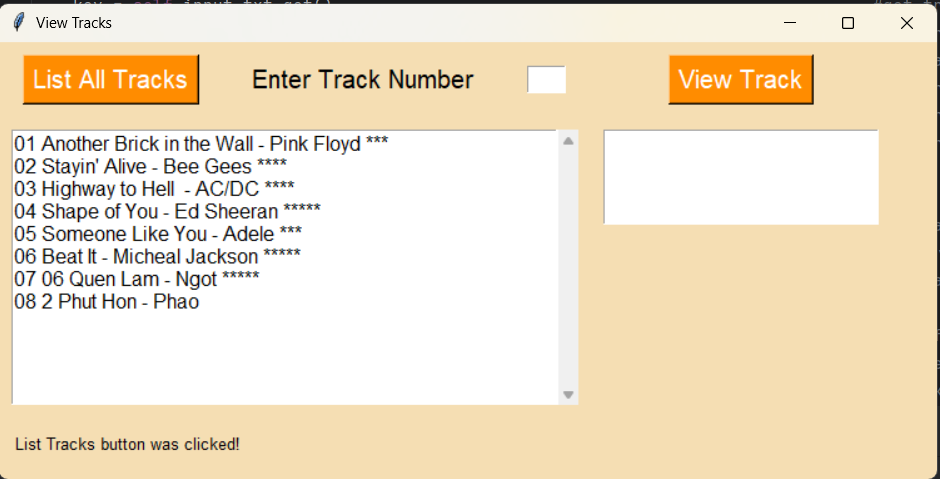 View Tracks
List All Tracks
Enter Track Number
View Track
01 Another Brick in the Wall - Pink Floyd ***
02 Stayin' Alive - Bee Gees ****
03 Highway to Hell  - AC/DC ****
04 Shape of You - Ed Sheeran *****
05 Someone Like You - Adele ***
06 Beat It - Micheal Jackson *****
07 06 Quen Lam - Ngot *****
08 2 Phut Hon - Phao
List Tracks button was clicked!